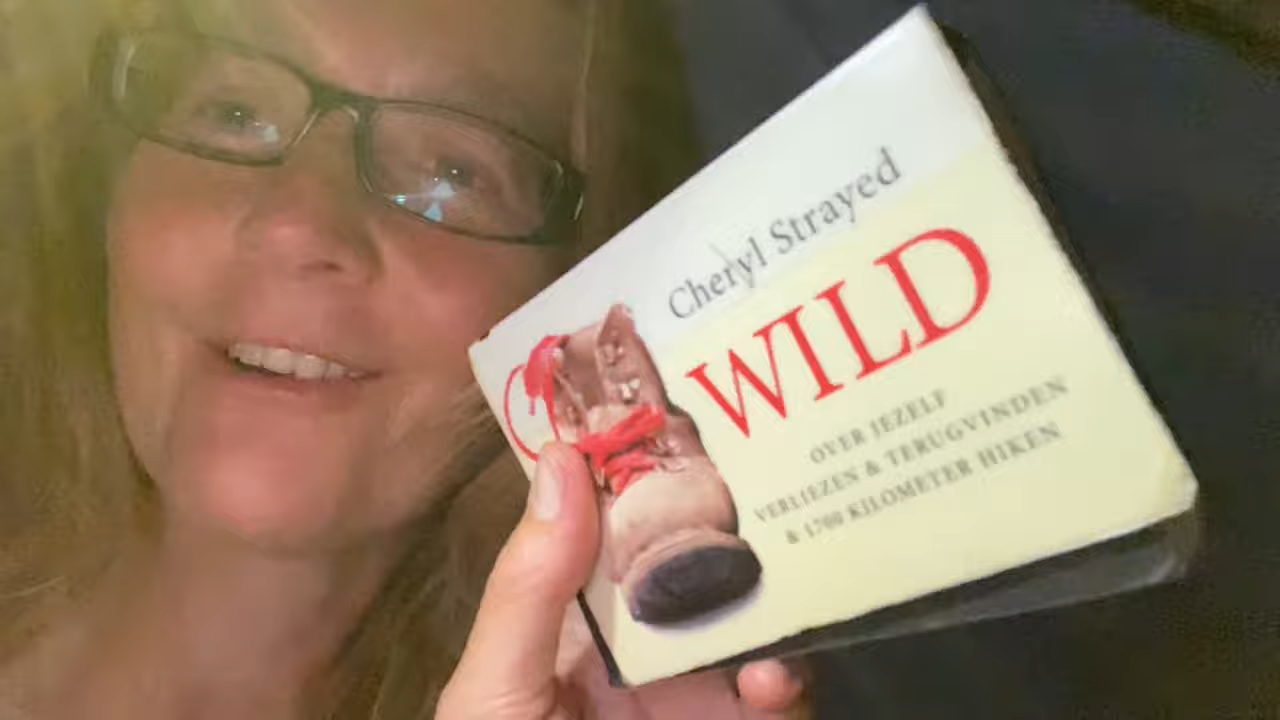 Cheryl Strayed
WILD
OVER JEZELF
VERLIEZEN & TERUGVINDEN
& 1700 KILOMETER HIKEN